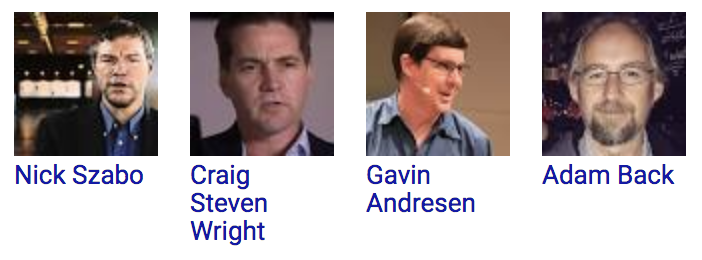 Nick Szabo
Craig
Steven
Wright
Gavin
Andresen
Adam Back